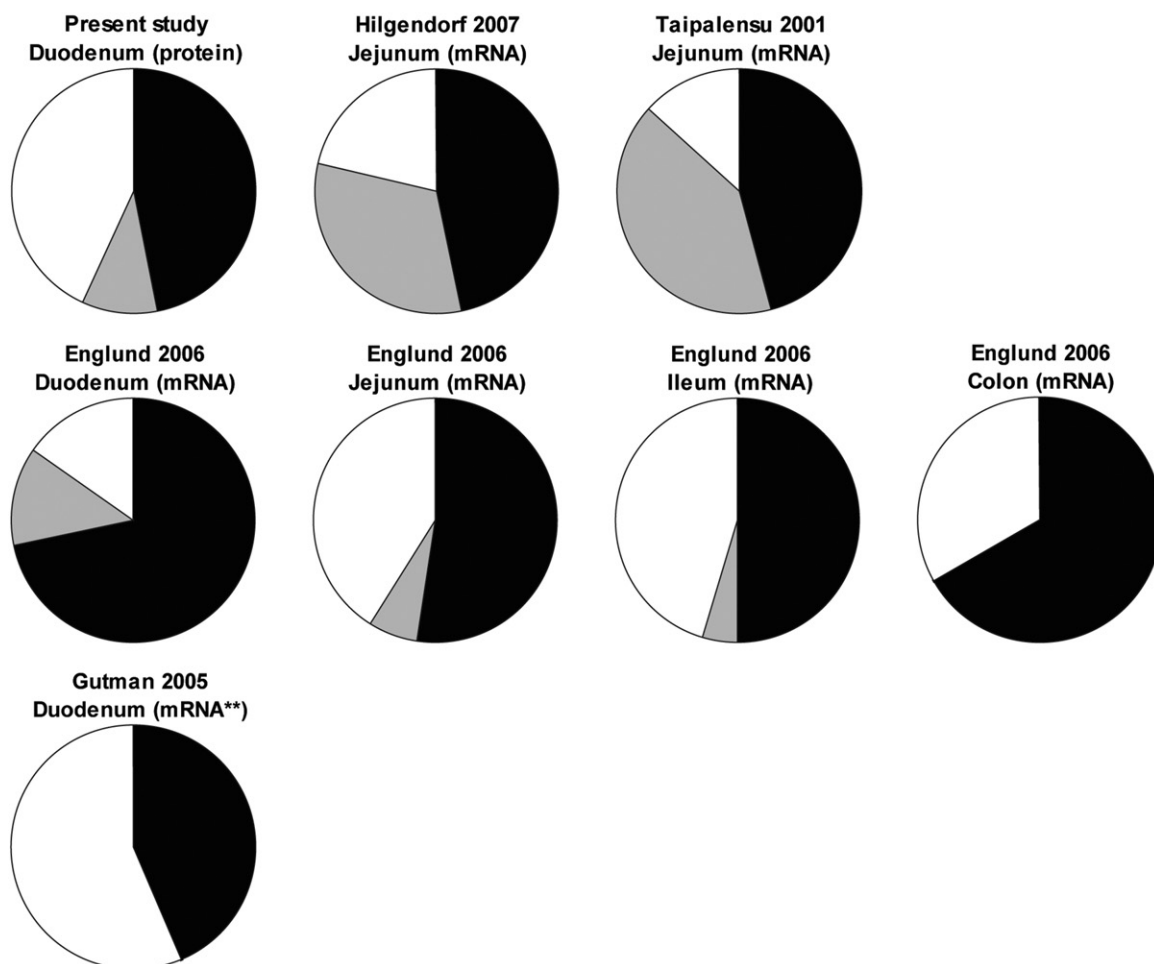 Present study
Duodenum (protein)
Hilgendorf 2007
Jejunum (mRNA)
Taipalensu 2001
Jejunum (mRNA)
Englund 2006
Duodenum (mRNA)
Englund 2006
Jejunum (mRNA)
Englund 2006
Ileum (mRNA)
Englund 2006
Colon (mRNA)
Gutman 2005
Duodenum (mRNA**)